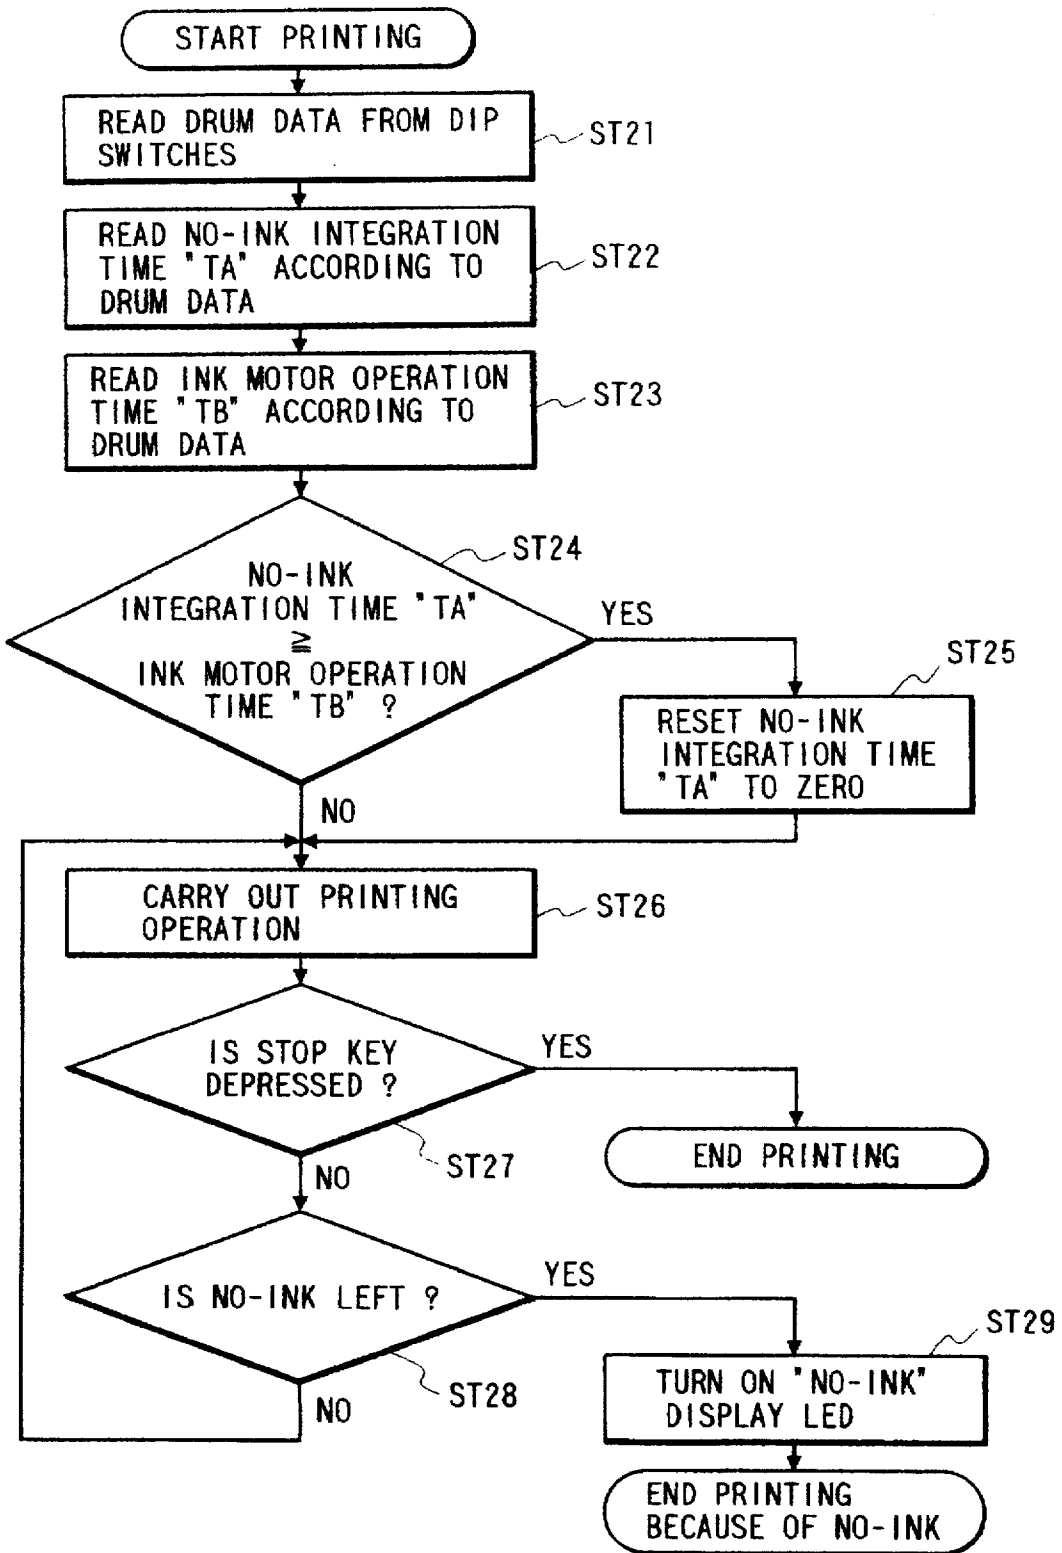 START PRINTING
READ DRUM DATA FROM DIP
SWITCHES
ST21
READ NO-INK INTEGRATION
TIME "TA" ACCORDING TO
DRUM DATA
ST22
READ INK MOTOR OPERATION
TIME "TB" ACCORDING TO
DRUM DATA
ST23
ST24
NO-INK
INTEGRATION TIME "TA"
≧
INK MOTOR OPERATION
TIME "TB" ?
YES
ST25
RESET NO-INK
INTEGRATION TIME
"TA" TO ZERO
NO
CARRY OUT PRINTING
OPERATION
ST26
IS STOP KEY
DEPRESSED ?
YES
ST27
END PRINTING
NO
IS NO-INK LEFT ?
YES
ST28
NO
ST29
TURN ON "NO-INK"
DISPLAY LED
END PRINTING
BECAUSE OF NO-INK